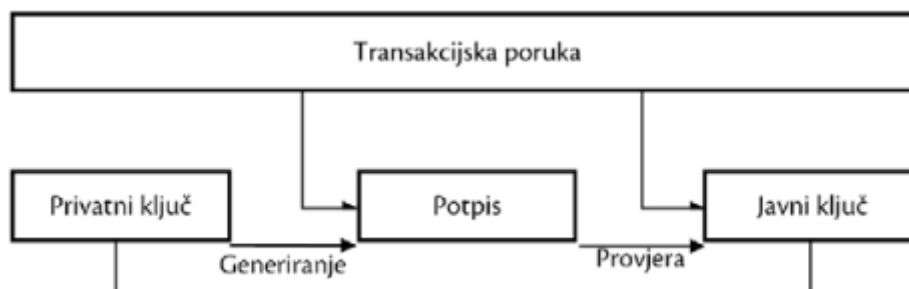 Transakcijska poruka
Privatni ključ
Potpis
Javni ključ
Generiranje
Provjera